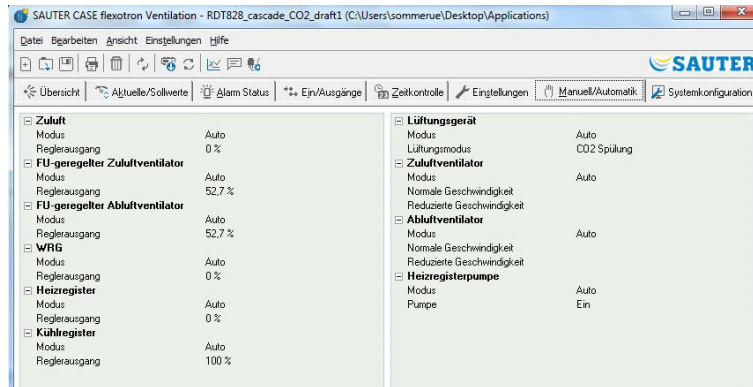 SAUTER CASE flexotron Ventilation - RDT828_cascade_CO2_draft1 (C:\Users\sommerue\Desktop\Applications)
Datei Bearbeiten Ansicht Einstellungen Hilfe
SAUTER
Übersicht Aktuelle/Sollwerte Alarm Status Ein/Ausgänge Zeitkontrolle Einstellungen Manuell/Automatik Systemkonfiguration
Zuluft
Modus Auto
Reglerausgang 0 %
FU-geregelter Zuluftventilator
Modus Auto
Reglerausgang 52,7 %
FU-geregelter Abluftventilator
Modus Auto
Reglerausgang 52,7 %
WRG
Modus Auto
Reglerausgang 0 %
Heizregister
Modus Auto
Reglerausgang 0 %
Kühlregister
Modus Auto
Reglerausgang 100 %
Lüftungsgerät
Modus Auto
Lüftungsmodus CO2 Spülung
Zuluftventilator
Modus Auto
Normale Geschwindigkeit
Reduzierte Geschwindigkeit
Abluftventilator
Modus Auto
Normale Geschwindigkeit
Reduzierte Geschwindigkeit
Heizregisterpumpe
Modus Auto
Pumpe Ein